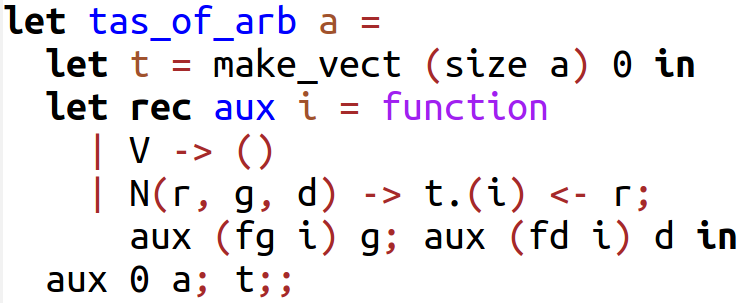 let tas_of_arb a =
  let t = make_vect (size a) 0 in
  let rec aux i = function
    | V -> ()
    | N(r, g, d) -> t.(i) <- r;
      aux (fg i) g; aux (fd i) d in
  aux 0 a; t;;